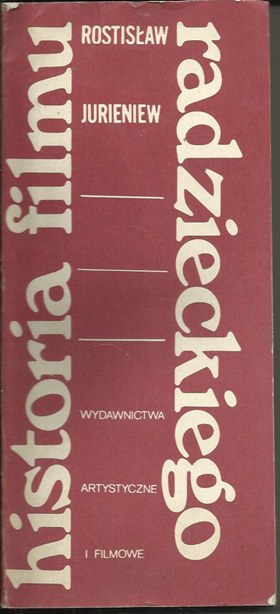 ROSTISŁAW
JURIENIEW
historia filmu
radzieckiego
WYDAWNICTWA
ARTYSTYCZNE
I FILMOWE